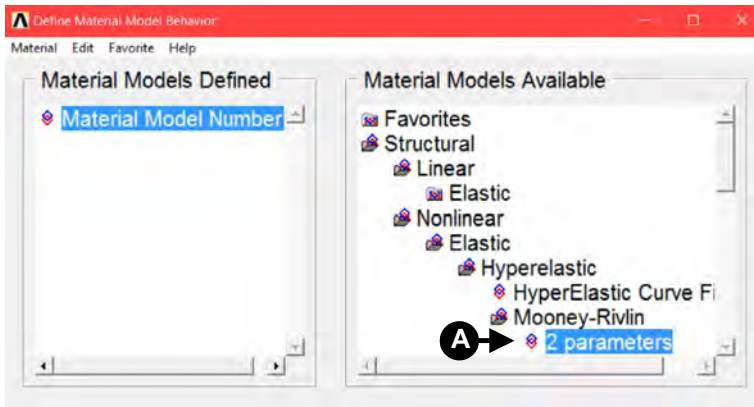 Define Material Model Behavior
Material Edit Favorite Help
Material Models Defined
Material Model Number
Material Models Available
Favorites
Structural
Linear
Elastic
Nonlinear
Elastic
Hyperelastic
HyperElastic Curve Fi
Mooney-Rivlin
A
2 parameters